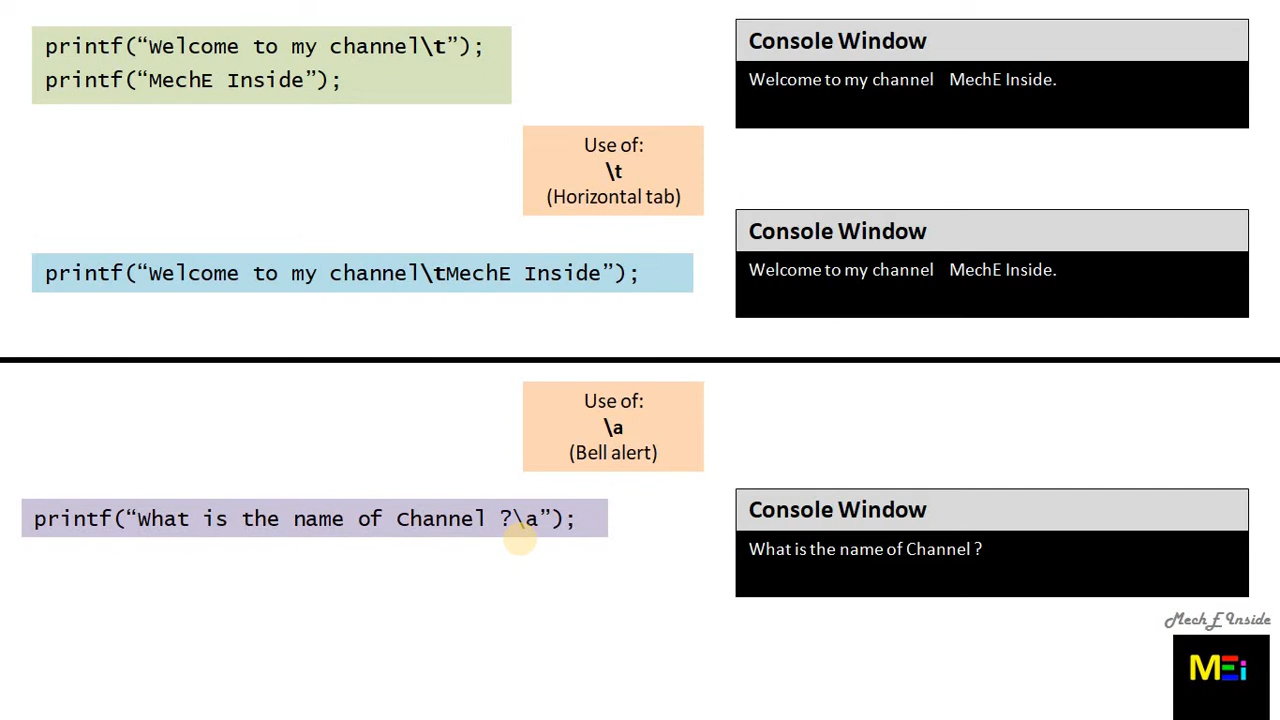 printf(“Welcome to my channel\t”);
printf(“MechE Inside”);
Console Window
Welcome to my channel    MechE Inside.
Use of:
\t
(Horizontal tab)
printf(“Welcome to my channel\tMechE Inside”);
Console Window
Welcome to my channel    MechE Inside.
Use of:
\a
(Bell alert)
printf(“What is the name of Channel ?\a”);
Console Window
What is the name of Channel ?
MechE Inside
MEi